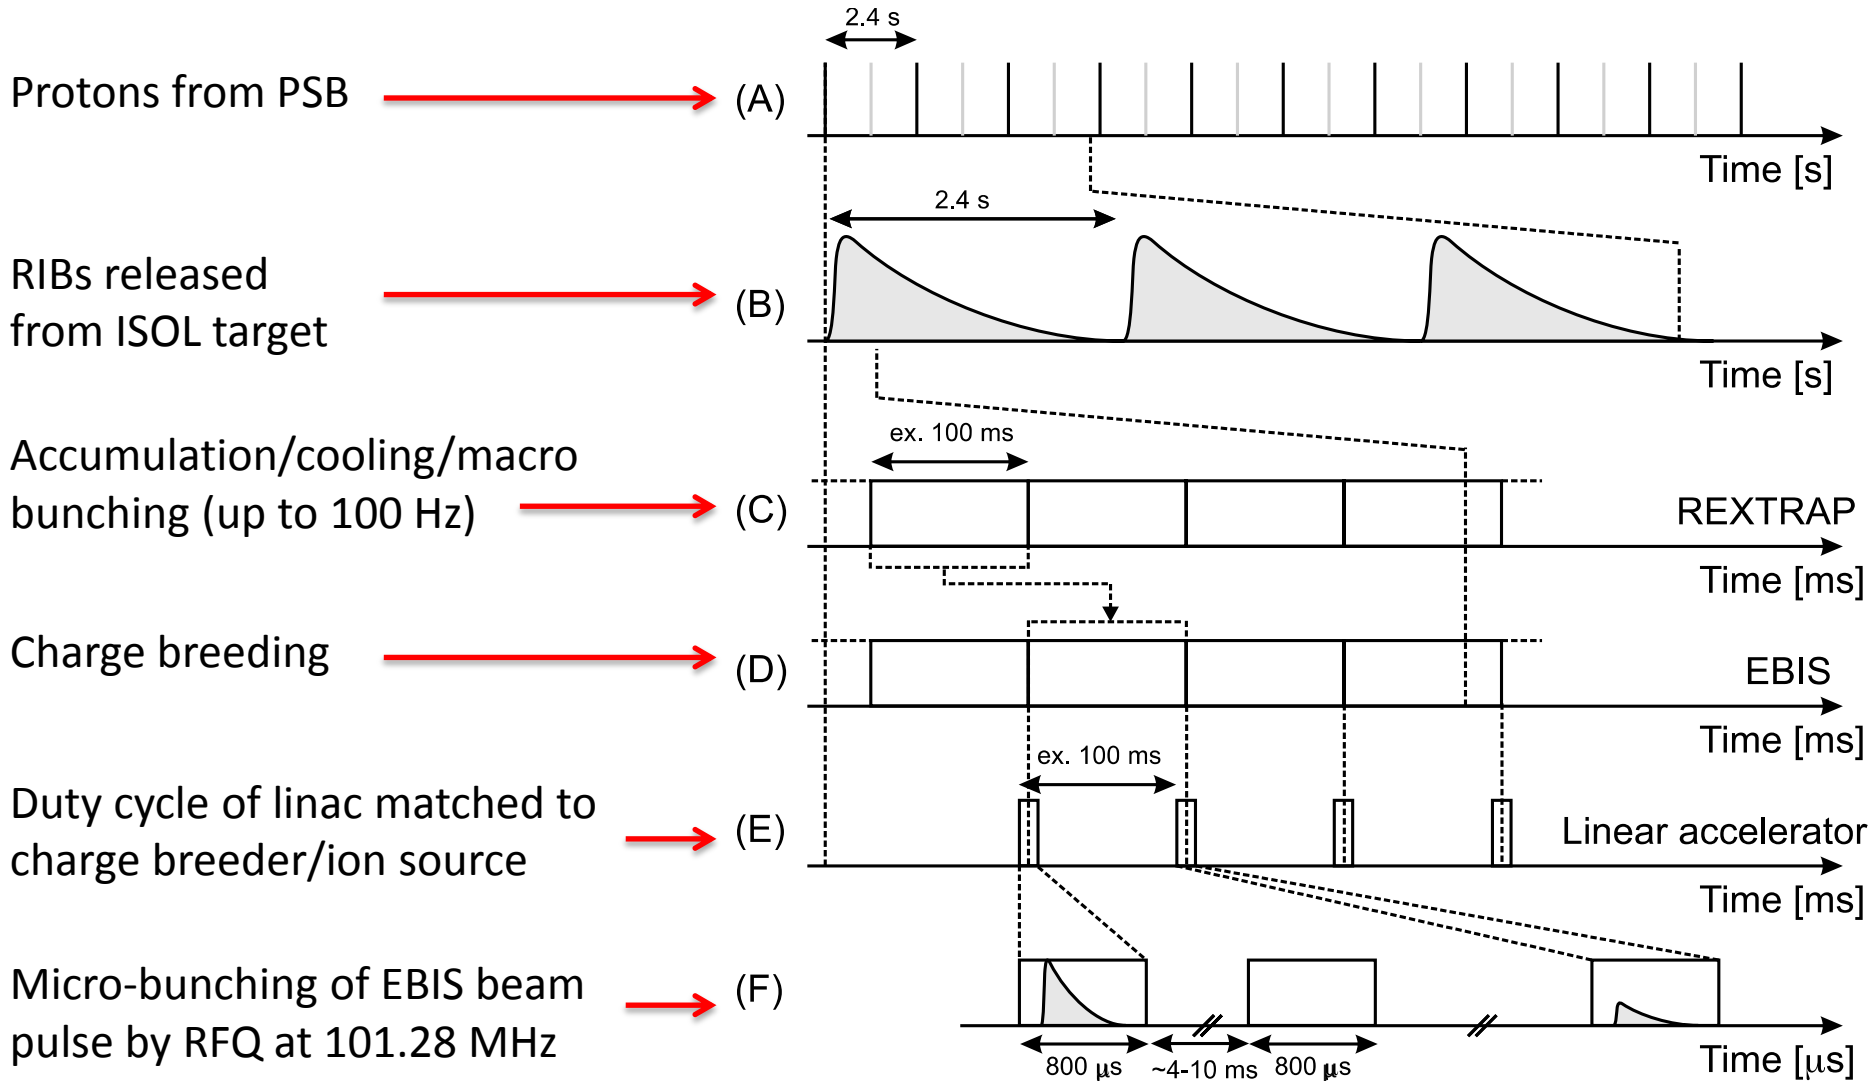 2.4 s
Protons from PSB
(A)
Time [s]
2.4 s
RIBs released
from ISOL target
(B)
Time [s]
Accumulation/cooling/macro
bunching (up to 100 Hz)
ex. 100 ms
(C)
REXTRAP
Time [ms]
Charge breeding
(D)
EBIS
Time [ms]
ex. 100 ms
Duty cycle of linac matched to
charge breeder/ion source
(E)
Linear accelerator
Time [ms]
Micro-bunching of EBIS beam
pulse by RFQ at 101.28 MHz
(F)
800 μs
~4-10 ms
800 μs
Time [μs]